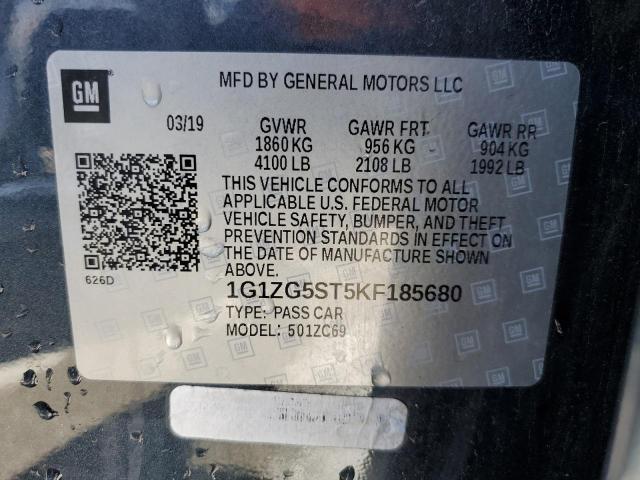 GM
MFD BY GENERAL MOTORS LLC
03/19
GVWR
1860 KG
4100 LB
GAWR FRT
956 KG
2108 LB
GAWR RR
904 KG
1992 LB
THIS VEHICLE CONFORMS TO ALL
APPLICABLE U.S. FEDERAL MOTOR
VEHICLE SAFETY, BUMPER, AND THEFT
PREVENTION STANDARDS IN EFFECT ON
THE DATE OF MANUFACTURE SHOWN
ABOVE.
626D
1G1ZG5ST5KF185680
TYPE: PASS CAR
MODEL: 501ZC69